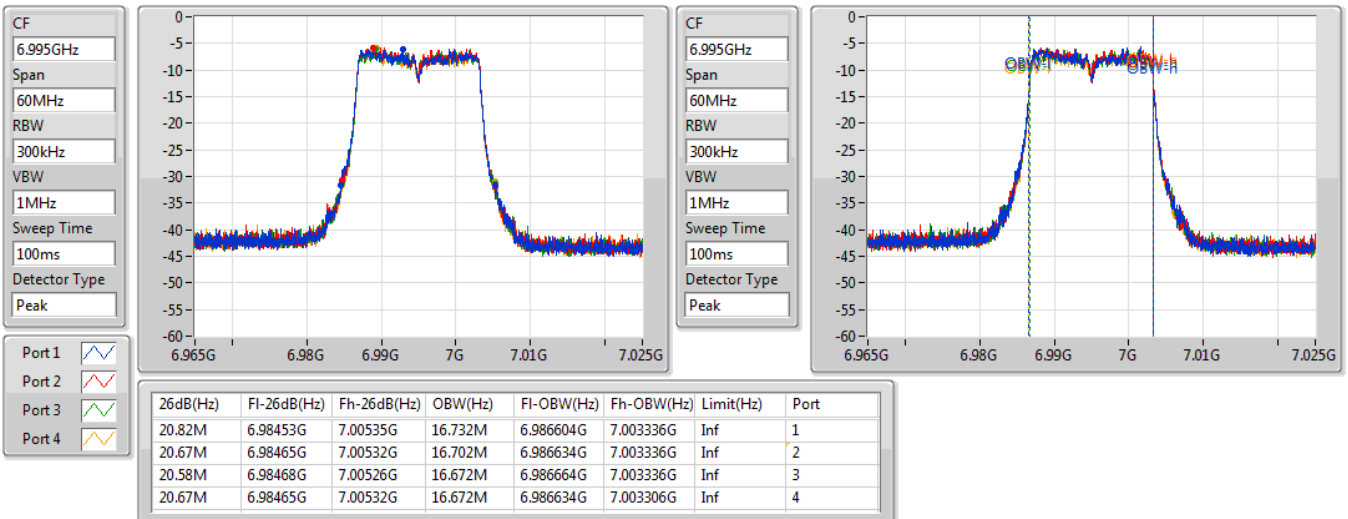 CF
6.995GHz
Span
60MHz
RBW
300kHz
VBW
1MHz
Sweep Time
100ms
Detector Type
Peak
0
-5
-10
-15
-20
-25
-30
-35
-40
-45
-50
-55
-60
6.965G 6.98G 6.99G 7G 7.01G 7.025G
CF
6.995GHz
Span
60MHz
RBW
300kHz
VBW
1MHz
Sweep Time
100ms
Detector Type
Peak
0
-5
-10
-15
-20
-25
-30
-35
-40
-45
-50
-55
-60
OBW-l OBW-h
6.965G 6.98G 6.99G 7G 7.01G 7.025G
Port 1
Port 2
Port 3
Port 4
26dB(Hz) Fl-26dB(Hz) Fh-26dB(Hz) OBW(Hz) Fl-OBW(Hz) Fh-OBW(Hz) Limit(Hz) Port
20.82M 6.98453G 7.00535G 16.732M 6.986604G 7.003336G Inf 1
20.67M 6.98465G 7.00532G 16.702M 6.986634G 7.003336G Inf 2
20.58M 6.98468G 7.00526G 16.672M 6.986664G 7.003336G Inf 3
20.67M 6.98465G 7.00532G 16.672M 6.986634G 7.003306G Inf 4